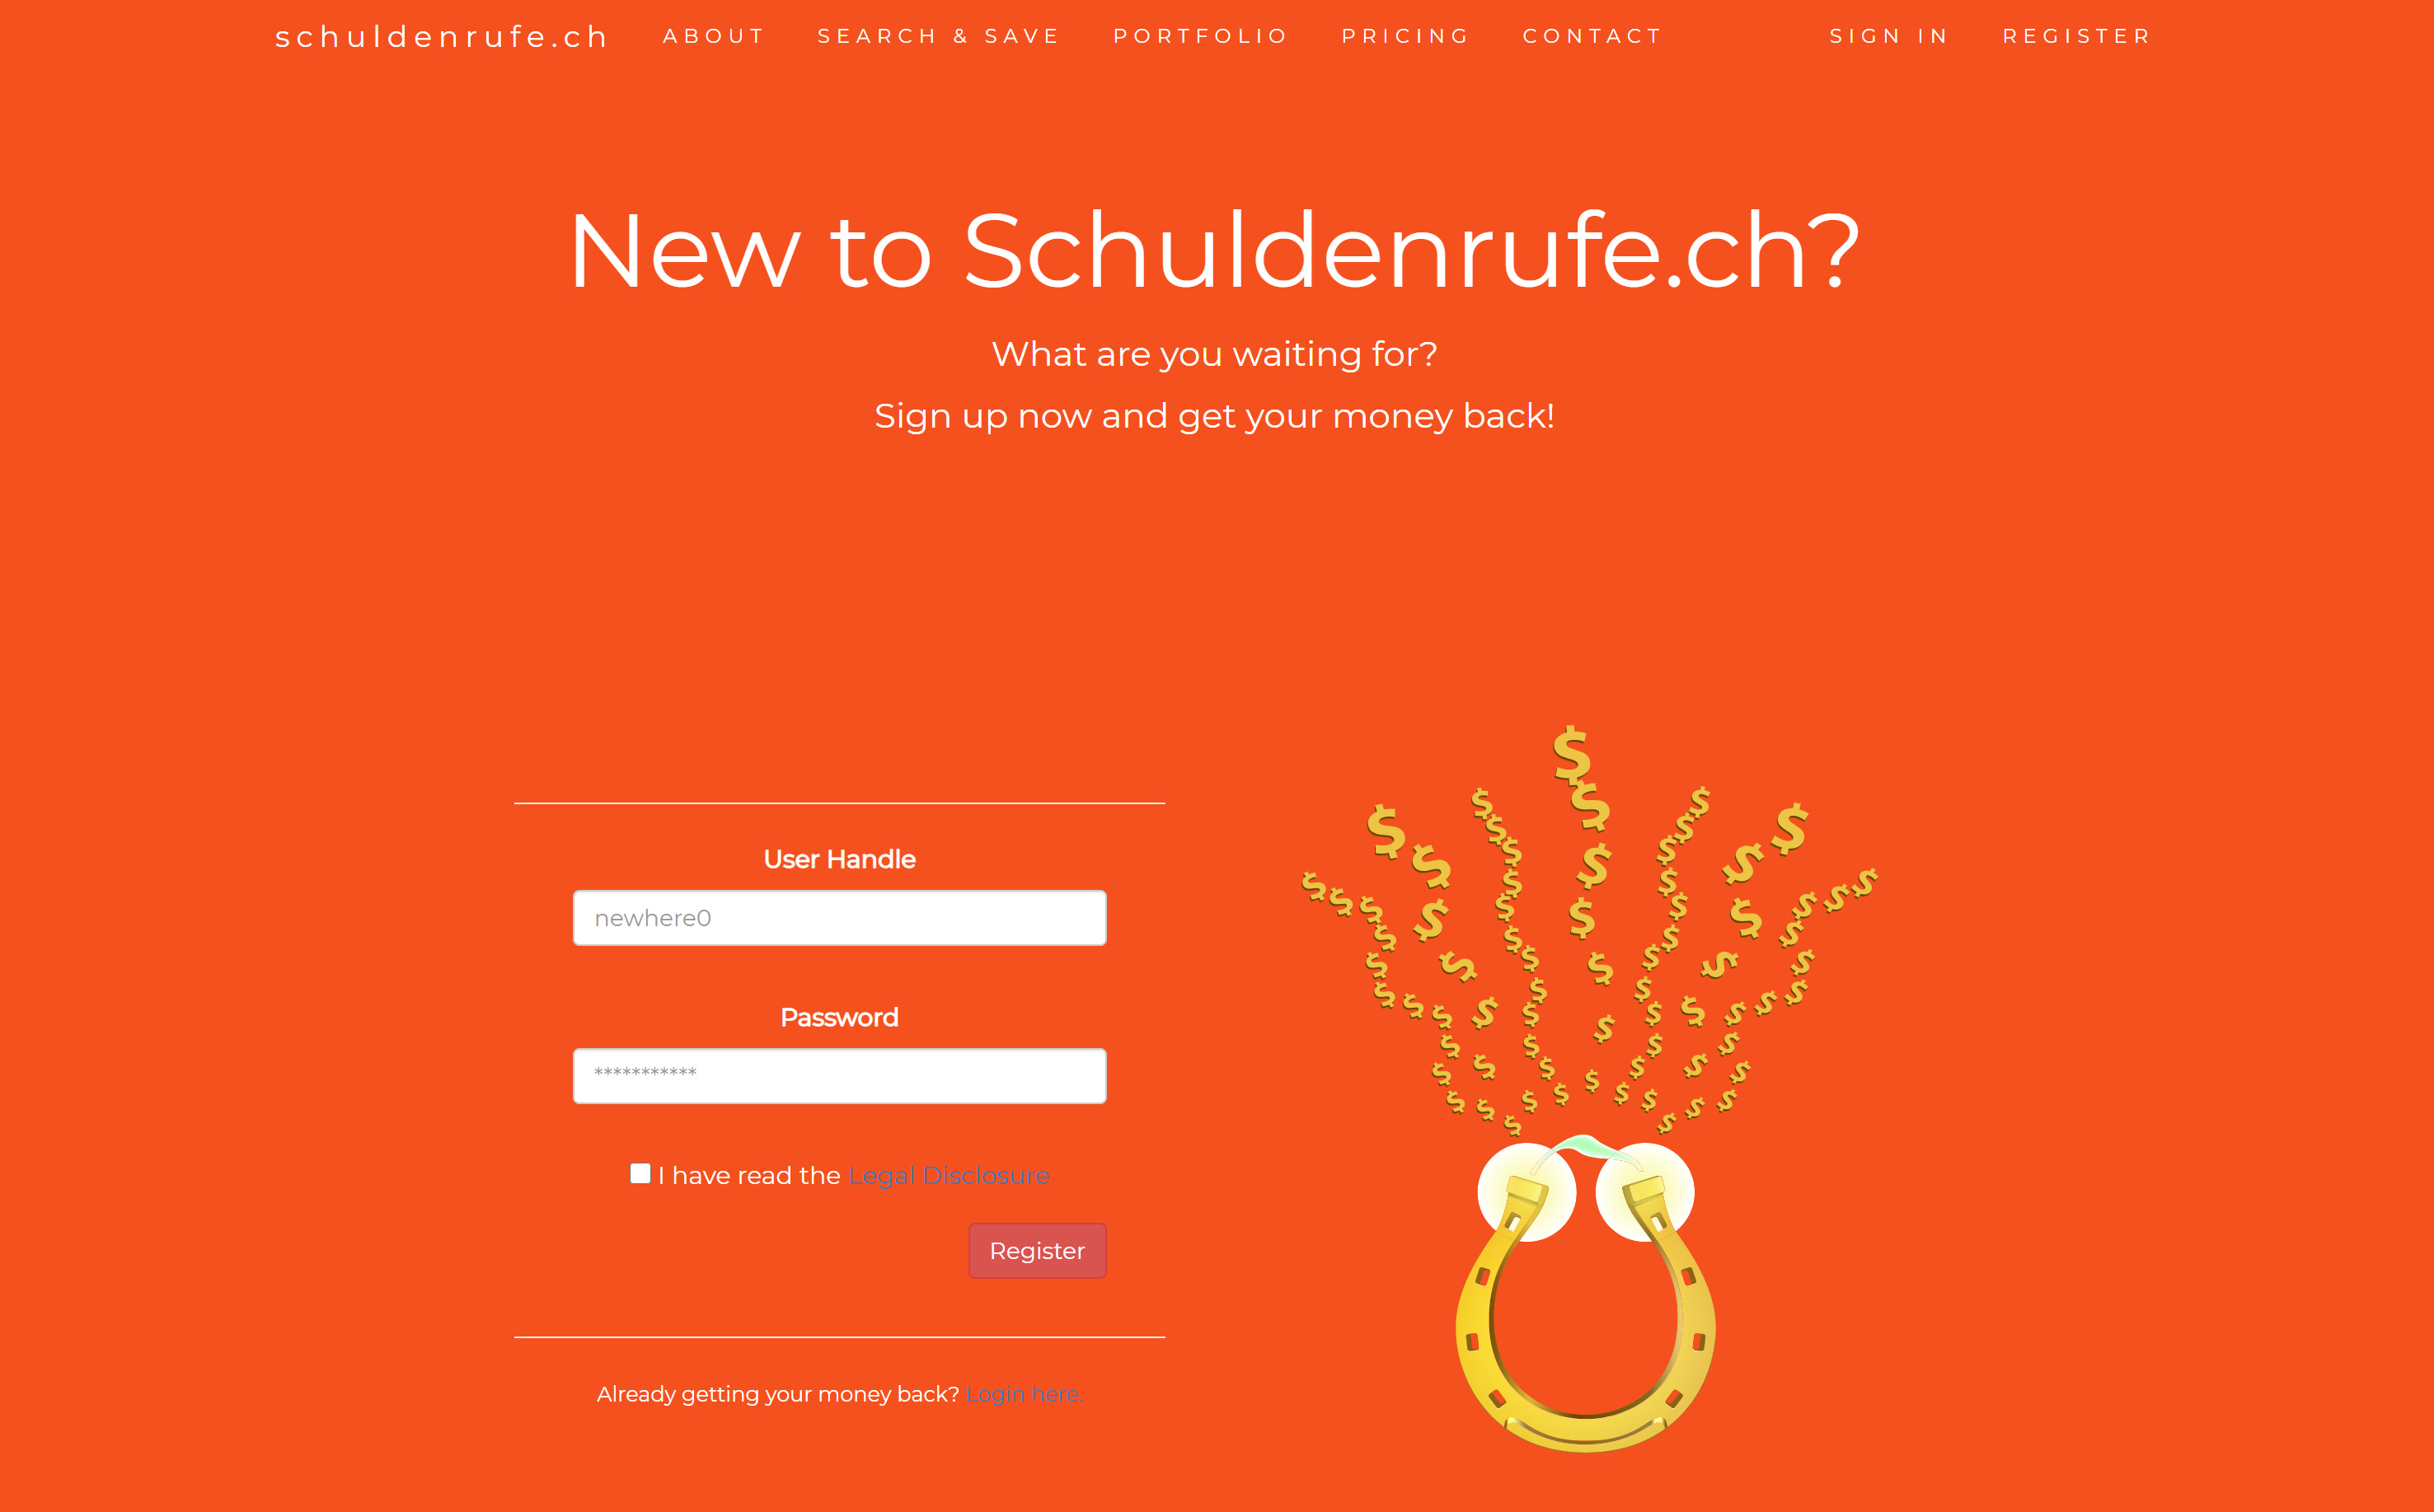 schuldenrufe.ch ABOUT SEARCH & SAVE PORTFOLIO PRICING CONTACT SIGN IN REGISTER
New to Schuldenrufe.ch?
What are you waiting for?
Sign up now and get your money back!
User Handle
newhere0
Password
***********
I have read the Legal Disclosure
Register
Already getting your money back? Login here.